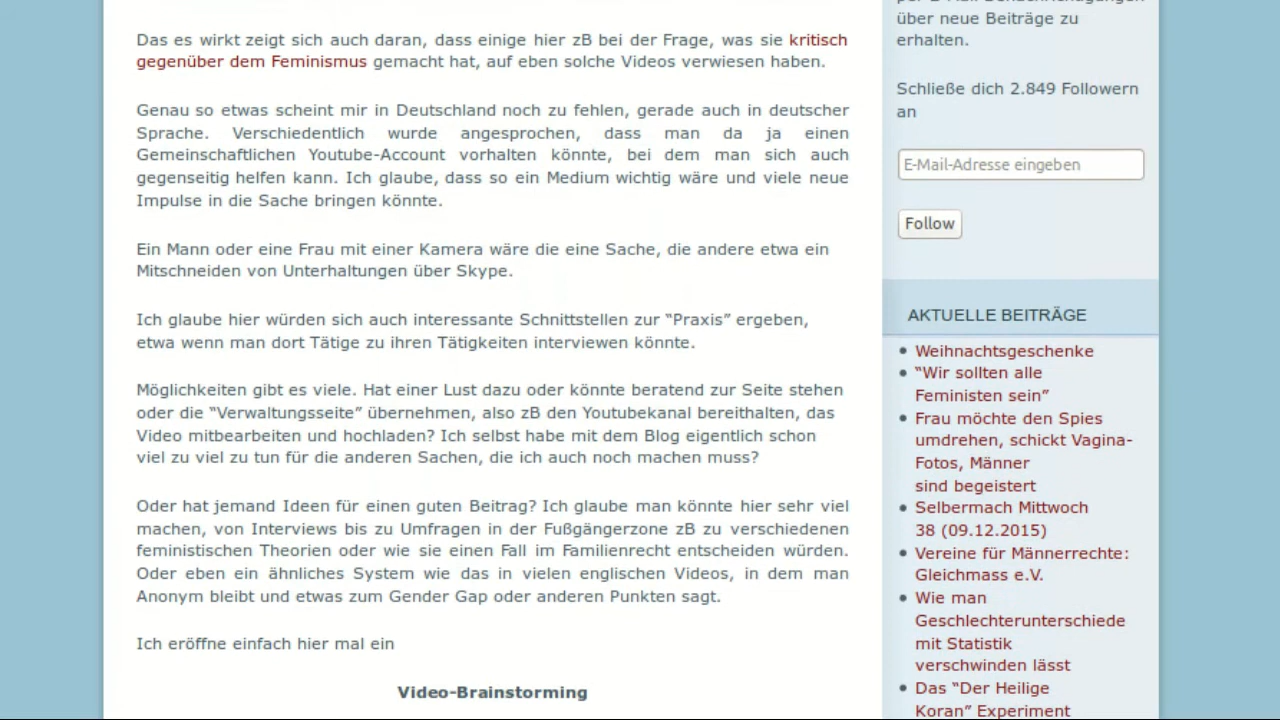 Das es wirkt zeigt sich auch daran, dass einige hier zB bei der Frage, was sie kritisch
gegenüber dem Feminismus gemacht hat, auf eben solche Videos verwiesen haben.
Genau so etwas scheint mir in Deutschland noch zu fehlen, gerade auch in deutscher
Sprache. Verschiedentlich wurde angesprochen, dass man da ja einen
Gemeinschaftlichen Youtube-Account vorhalten könnte, bei dem man sich auch
gegenseitig helfen kann. Ich glaube, dass so ein Medium wichtig wäre und viele neue
Impulse in die Sache bringen könnte.
Ein Mann oder eine Frau mit einer Kamera wäre die eine Sache, die andere etwa ein
Mitschneiden von Unterhaltungen über Skype.
Ich glaube hier würden sich auch interessante Schnittstellen zur “Praxis” ergeben,
etwa wenn man dort Tätige zu ihren Tätigkeiten interviewen könnte.
Möglichkeiten gibt es viele. Hat einer Lust dazu oder könnte beratend zur Seite stehen
oder die “Verwaltungsseite” übernehmen, also zB den Youtubekanal bereithalten, das
Video mitbearbeiten und hochladen? Ich selbst habe mit dem Blog eigentlich schon
viel zu viel zu tun für die anderen Sachen, die ich auch noch machen muss?
Oder hat jemand Ideen für einen guten Beitrag? Ich glaube man könnte hier sehr viel
machen, von Interviews bis zu Umfragen in der Fußgängerzone zB zu verschiedenen
feministischen Theorien oder wie sie einen Fall im Familienrecht entscheiden würden.
Oder eben ein ähnliches System wie das in vielen englischen Videos, in dem man
Anonym bleibt und etwas zum Gender Gap oder anderen Punkten sagt.
Ich eröffne einfach hier mal ein
Video-Brainstorming
über neue Beiträge zu
erhalten.
Schließe dich 2.849 Followern
an
E-Mail-Adresse eingeben
Follow
AKTUELLE BEITRÄGE
Weihnachtsgeschenke
“Wir sollten alle
Feministen sein”
Frau möchte den Spies
umdrehen, schickt Vagina-
Fotos, Männer
sind begeistert
Selbermach Mittwoch
38 (09.12.2015)
Vereine für Männerrechte:
Gleichmass e.V.
Wie man
Geschlechterunterschiede
mit Statistik
verschwinden lässt
Das “Der Heilige
Koran” Experiment